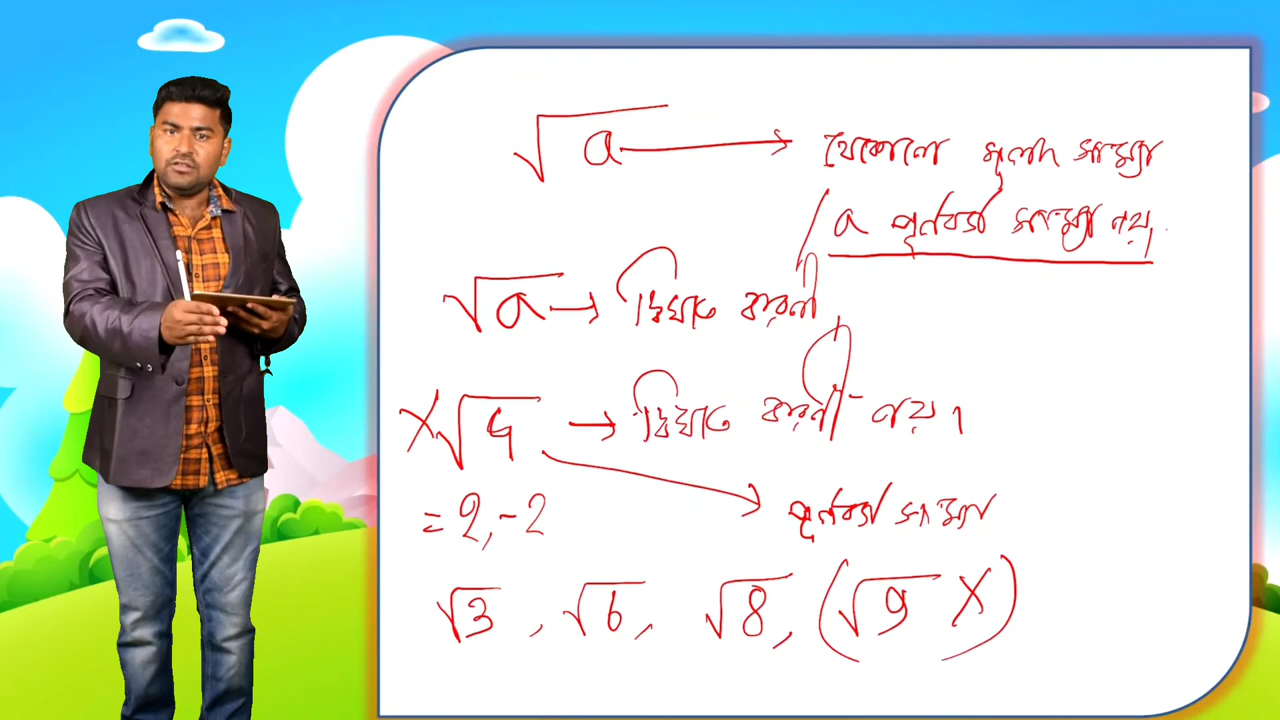 √a → যেকোনো মূলদ সংখ্যা
a পূর্ণবর্গ সংখ্যা নয়।
√a → দ্বিঘাত করণী
X √4 → দ্বিঘাত করণী নয়।
→ পূর্ণবর্গ সংখ্যা
= 2, -2
√3, √6, √8, (√9 X)